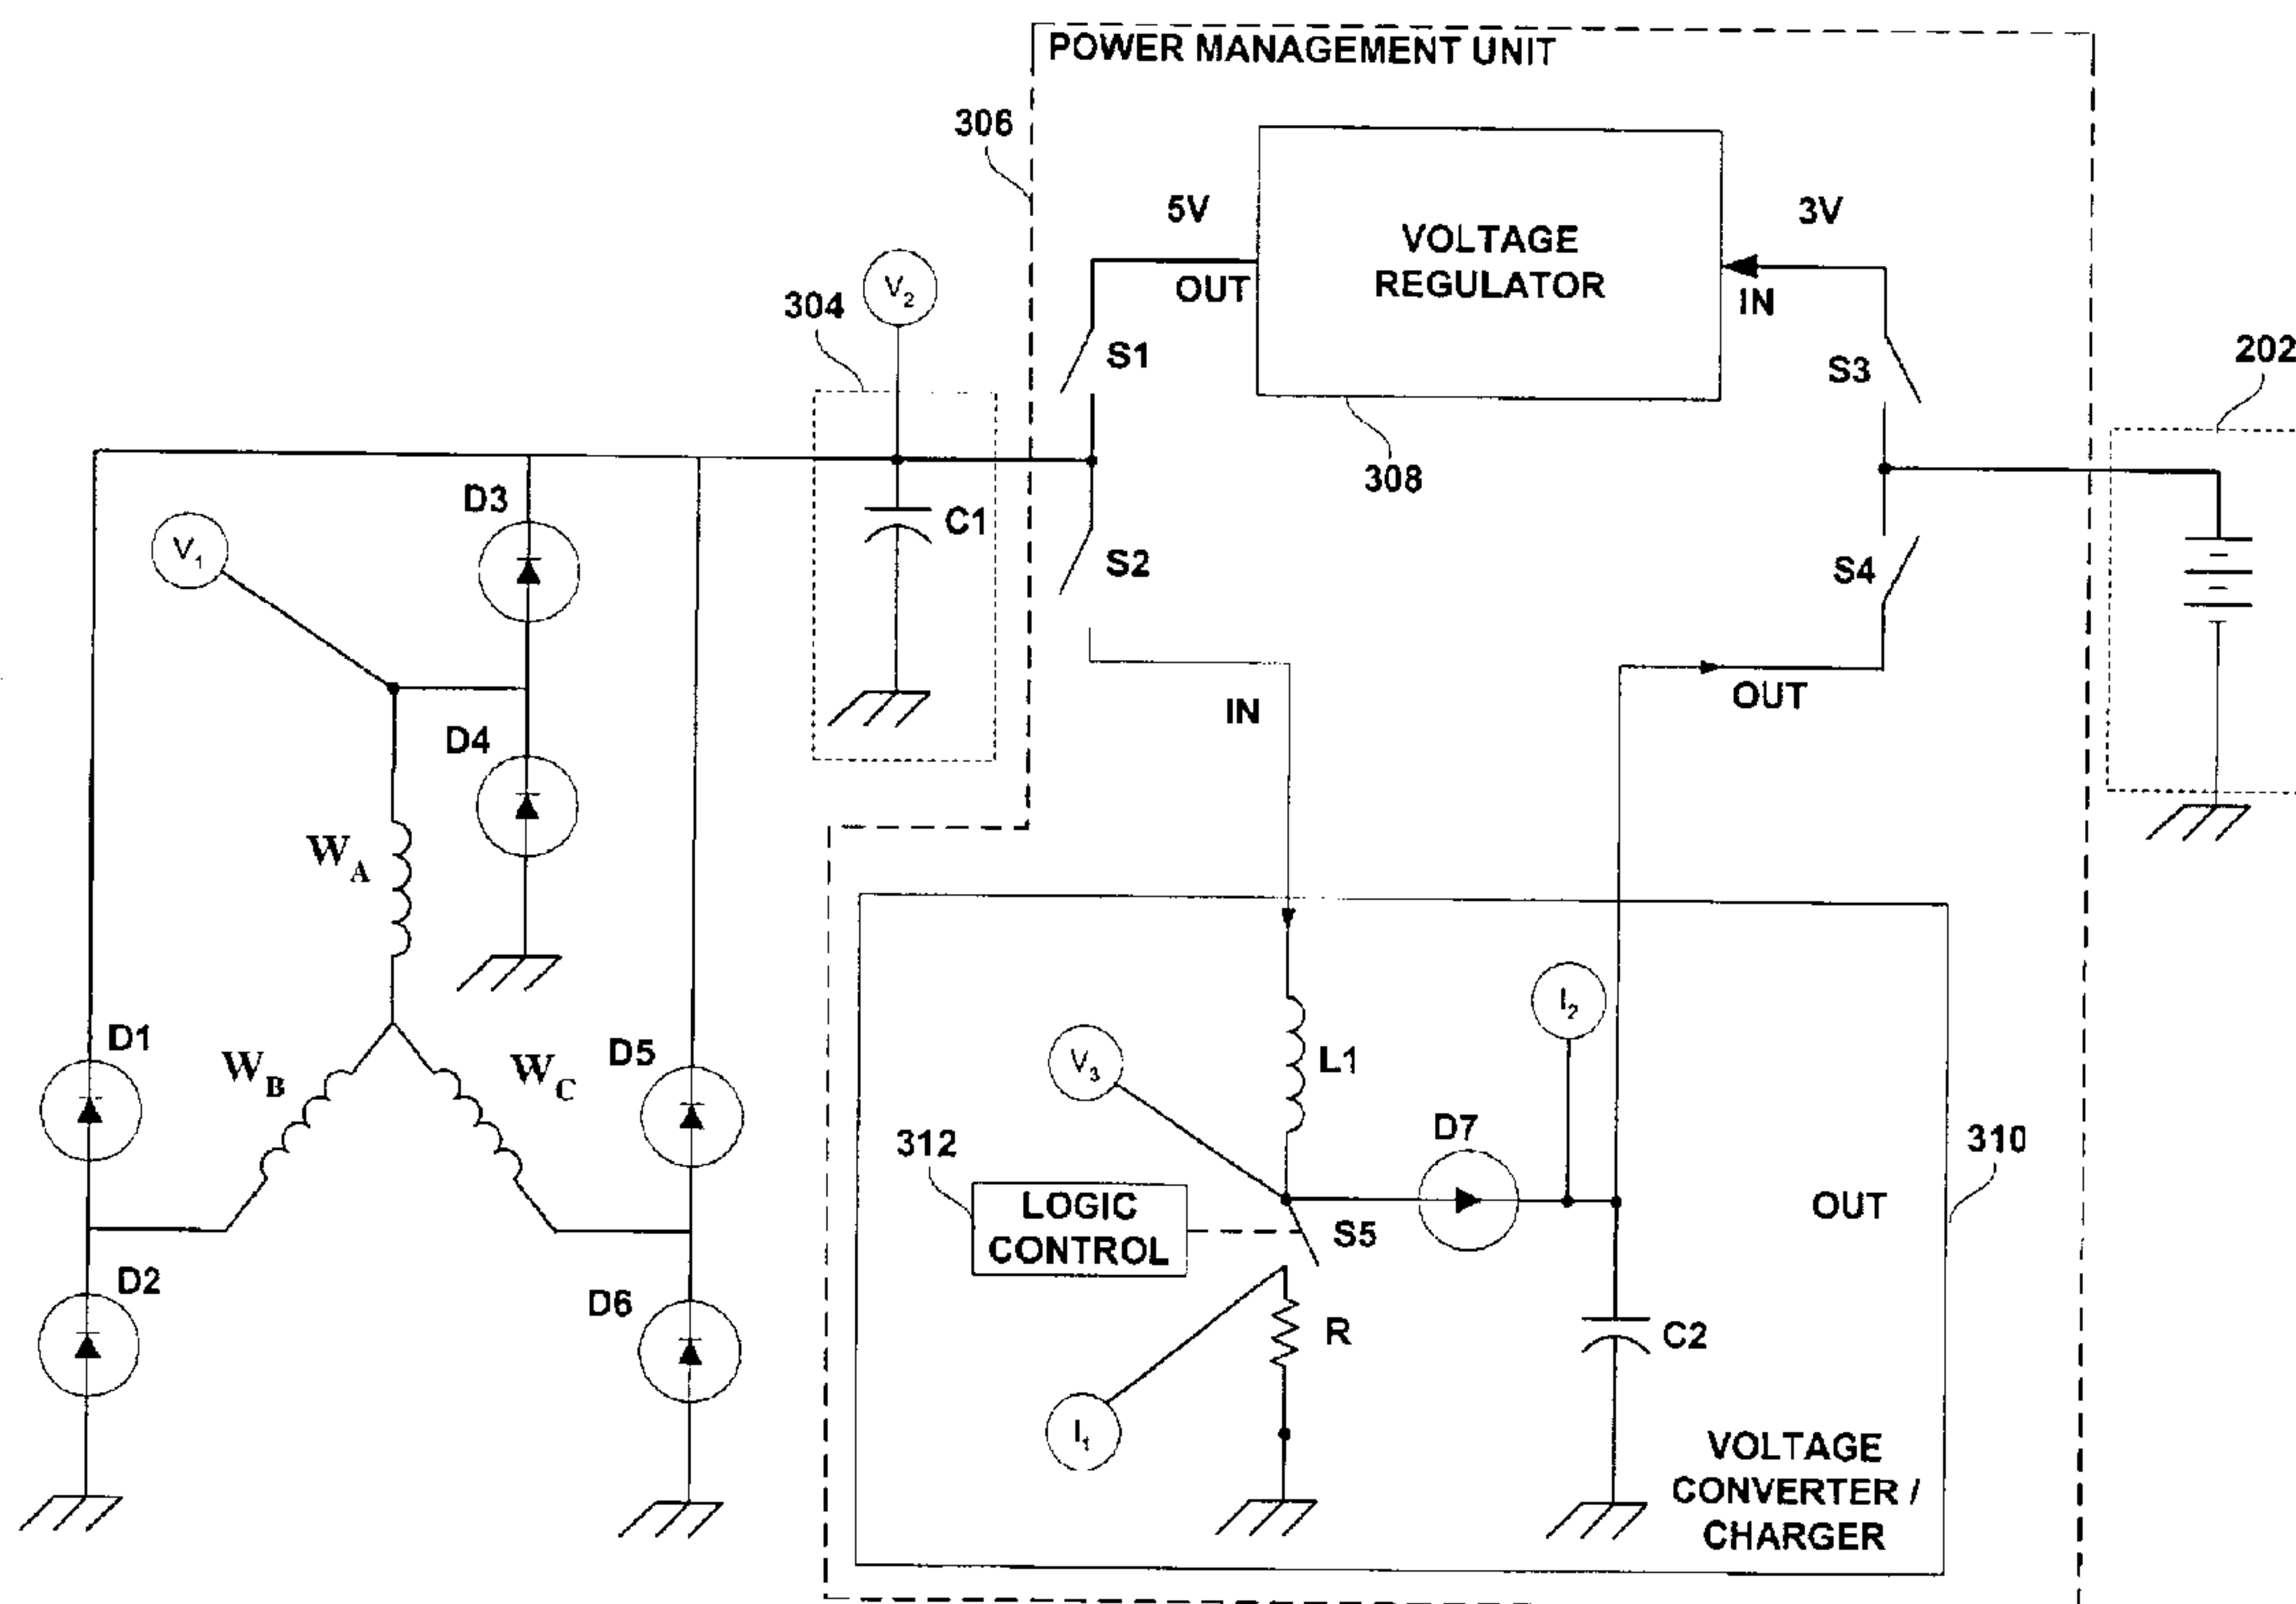 POWER MANAGEMENT UNIT
306
5V
VOLTAGE
REGULATOR
3V
OUT
IN
V2
304
S1
S3
202
308
D3
C1
V1
S2
S4
OUT
IN
D4
WA
I2
D1
WB
WC
D5
V3
L1
D7
312
310
LOGIC
CONTROL
S5
OUT
D2
D6
R
C2
I1
VOLTAGE
CONVERTER /
CHARGER